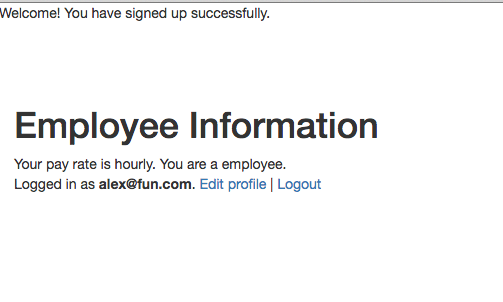 Welcome! You have signed up successfully.
Employee Information
Your pay rate is hourly. You are a employee.
Logged in as alex@fun.com. Edit profile | Logout